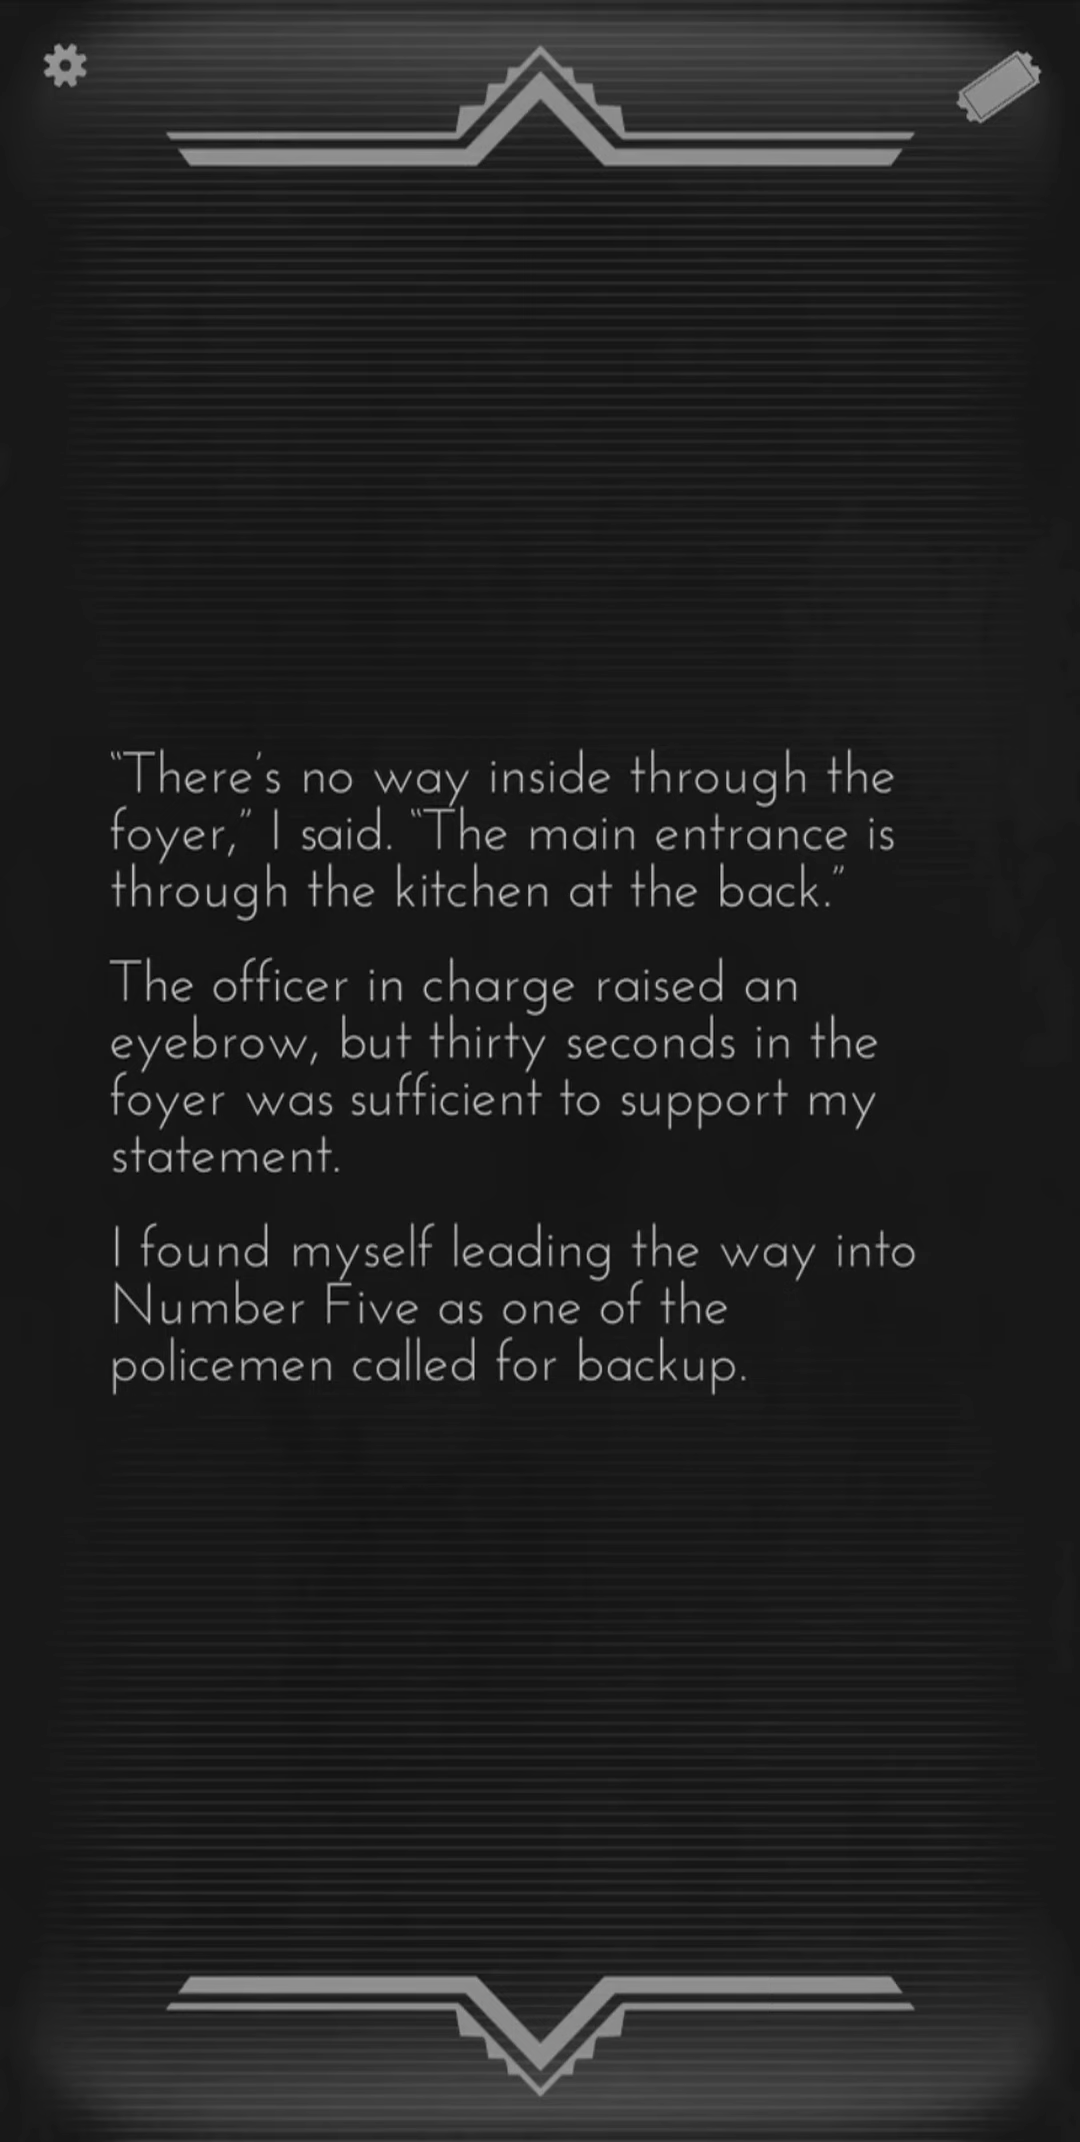 “There’s no way inside through the
foyer,” I said. “The main entrance is
through the kitchen at the back.”
The officer in charge raised an
eyebrow, but thirty seconds in the
foyer was sufficient to support my
statement.
I found myself leading the way into
Number Five as one of the
policemen called for backup.